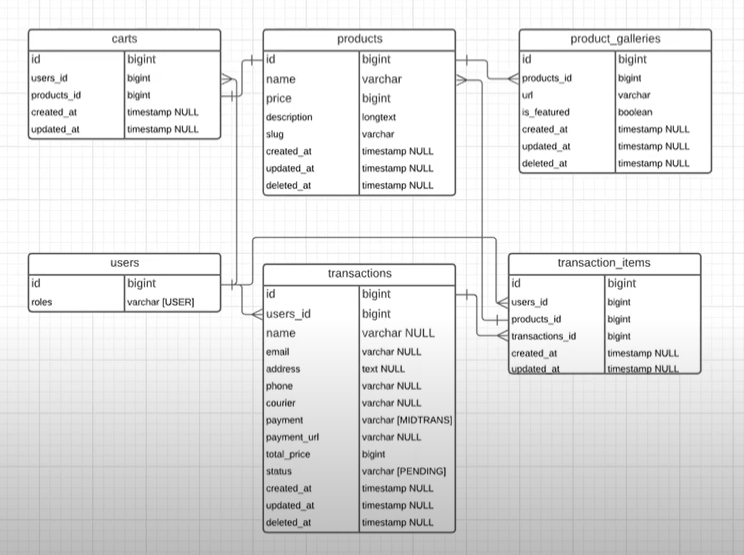 carts
id bigint
users_id bigint
products_id bigint
created_at timestamp NULL
updated_at timestamp NULL
products
id bigint
name varchar
price bigint
description longtext
slug varchar
created_at timestamp NULL
updated_at timestamp NULL
deleted_at timestamp NULL
product_galleries
id bigint
products_id bigint
url varchar
is_featured boolean
created_at timestamp NULL
updated_at timestamp NULL
deleted_at timestamp NULL
users
id bigint
roles varchar [USER]
transactions
id bigint
users_id bigint
name varchar NULL
email varchar NULL
address text NULL
phone varchar NULL
courier varchar NULL
payment varchar [MIDTRANS]
payment_url varchar NULL
total_price bigint
status varchar [PENDING]
created_at timestamp NULL
updated_at timestamp NULL
deleted_at timestamp NULL
transaction_items
id bigint
users_id bigint
products_id bigint
transactions_id bigint
created_at timestamp NULL
updated_at timestamp NULL